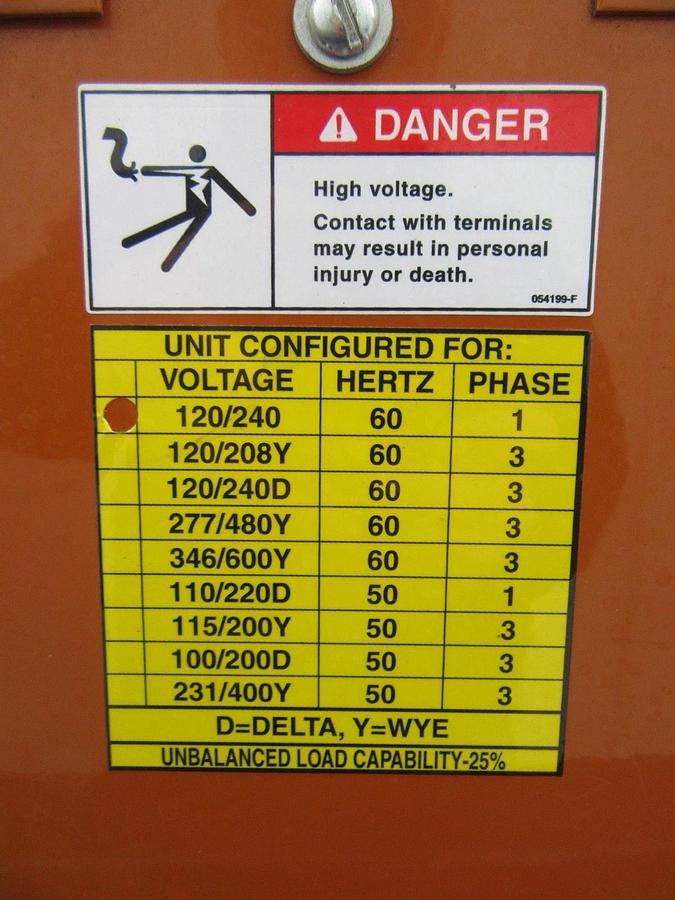 DANGER
High voltage.
Contact with terminals
may result in personal
injury or death.
054199-F
UNIT CONFIGURED FOR:
VOLTAGE HERTZ PHASE
120/240 60 1
120/208Y 60 3
120/240D 60 3
277/480Y 60 3
346/600Y 60 3
110/220D 50 1
115/200Y 50 3
100/200D 50 3
231/400Y 50 3
D=DELTA, Y=WYE
UNBALANCED LOAD CAPABILITY-25%